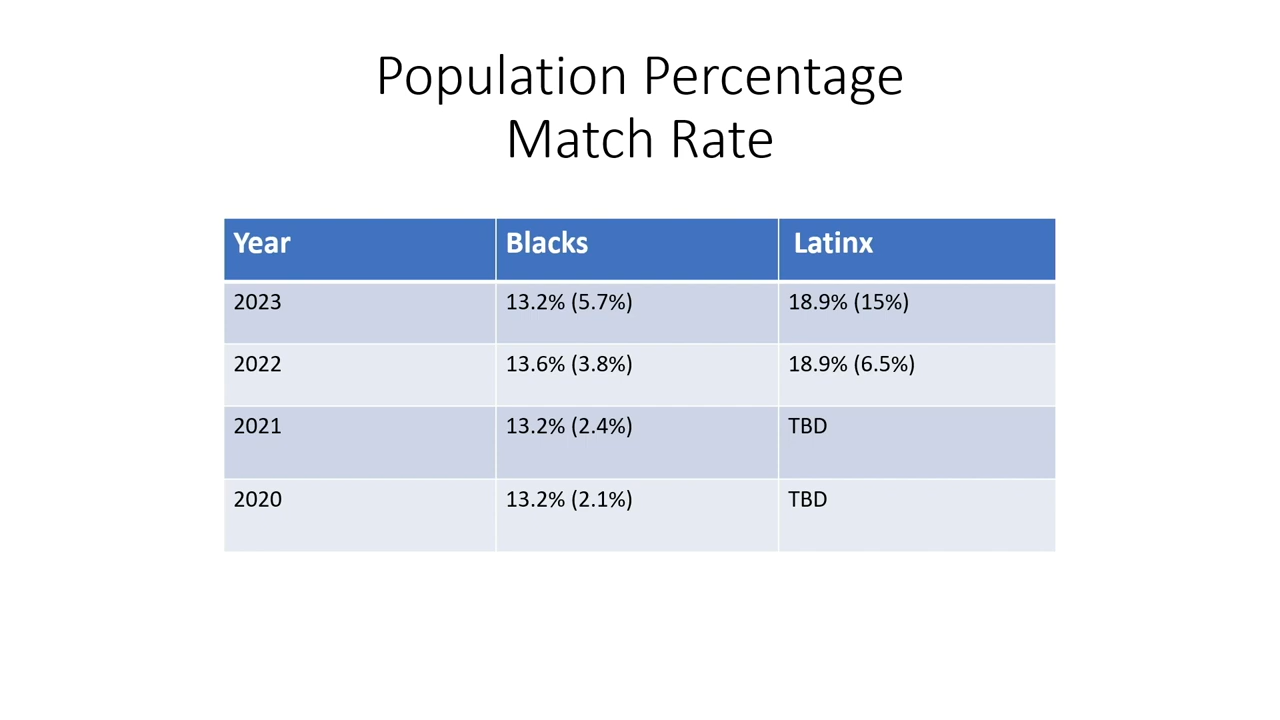 Population Percentage
Match Rate
Year Blacks Latinx
2023 13.2% (5.7%) 18.9% (15%)
2022 13.6% (3.8%) 18.9% (6.5%)
2021 13.2% (2.4%) TBD
2020 13.2% (2.1%) TBD